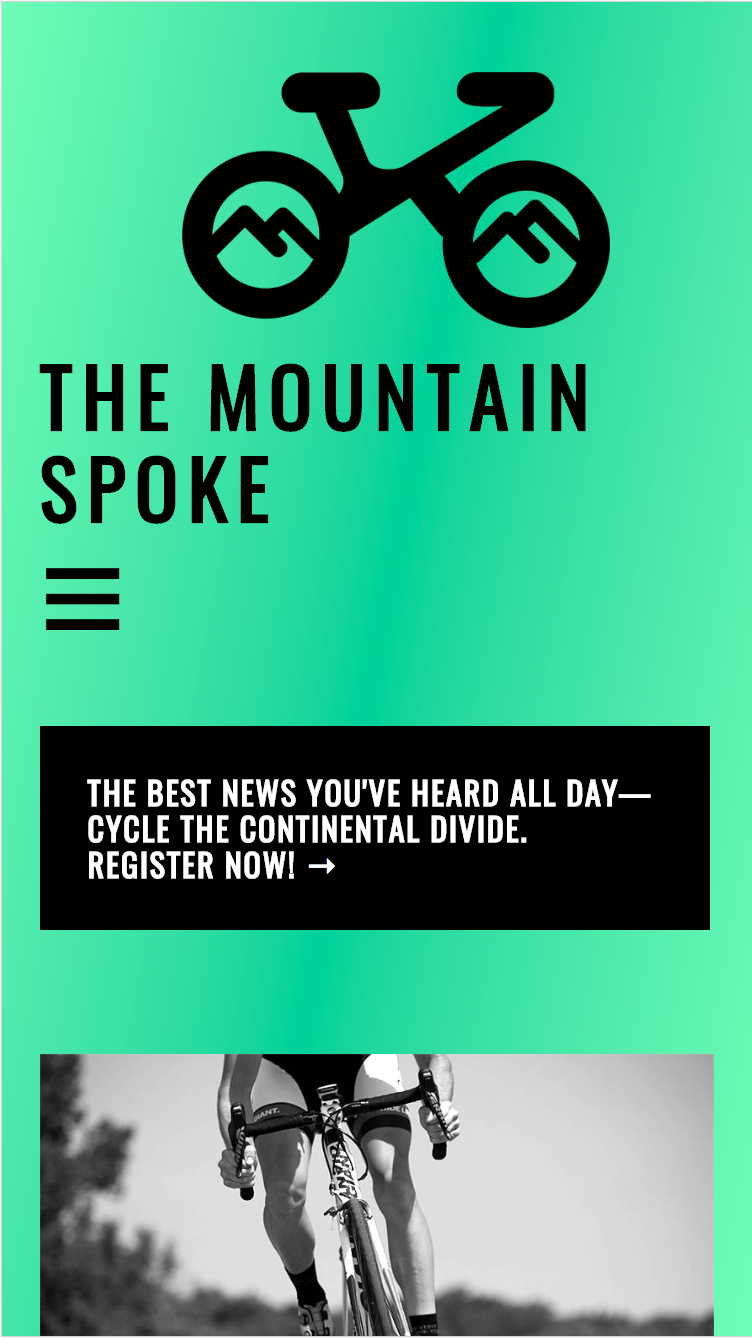 THE MOUNTAIN
SPOKE
THE BEST NEWS YOU'VE HEARD ALL DAY—
CYCLE THE CONTINENTAL DIVIDE.
REGISTER NOW! →
GIANT.